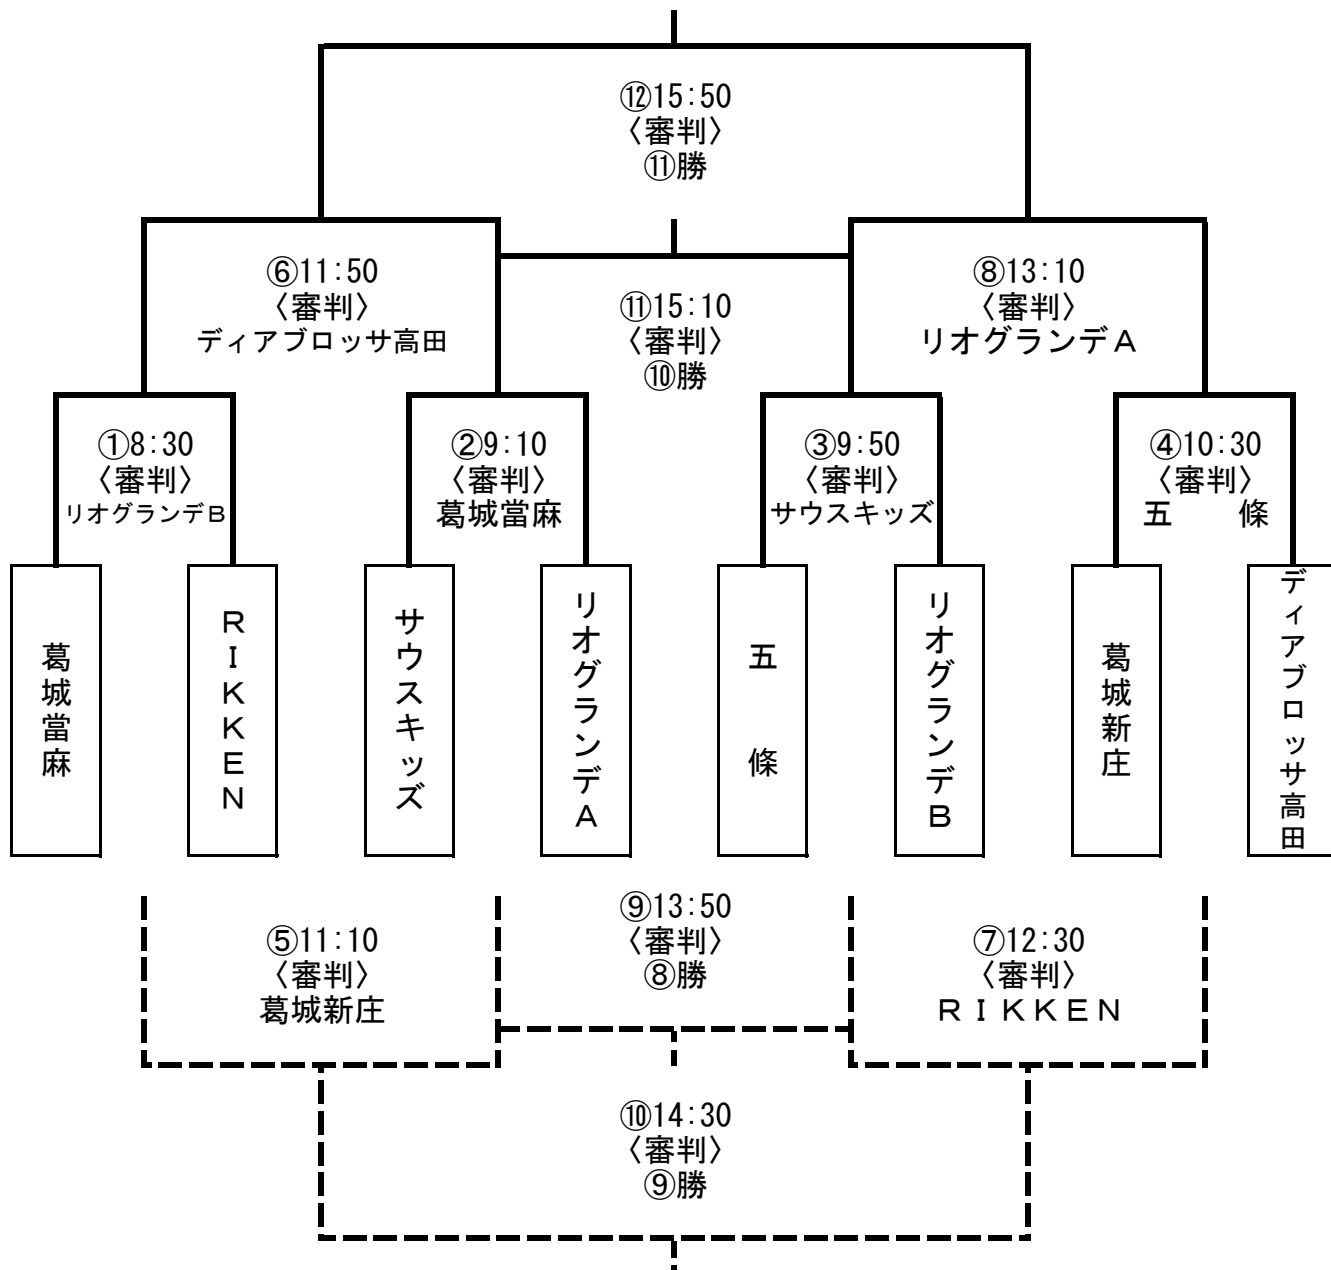 ⑫15:50
〈審判〉
⑪勝
⑥11:50
〈審判〉
ディアブロッサ高田
⑪15:10
〈審判〉
⑩勝
⑧13:10
〈審判〉
リオグランデA
①8:30
〈審判〉
リオグランデB
②9:10
〈審判〉
葛城當麻
③9:50
〈審判〉
サウスキッズ
④10:30
〈審判〉
五　條
葛城當麻
RIKKEN
サウスキッズ
リオグランデA
五　條
リオグランデB
葛城新庄
ディアブロッサ高田
⑤11:10
〈審判〉
葛城新庄
⑨13:50
〈審判〉
⑧勝
⑦12:30
〈審判〉
RIKKEN
⑩14:30
〈審判〉
⑨勝